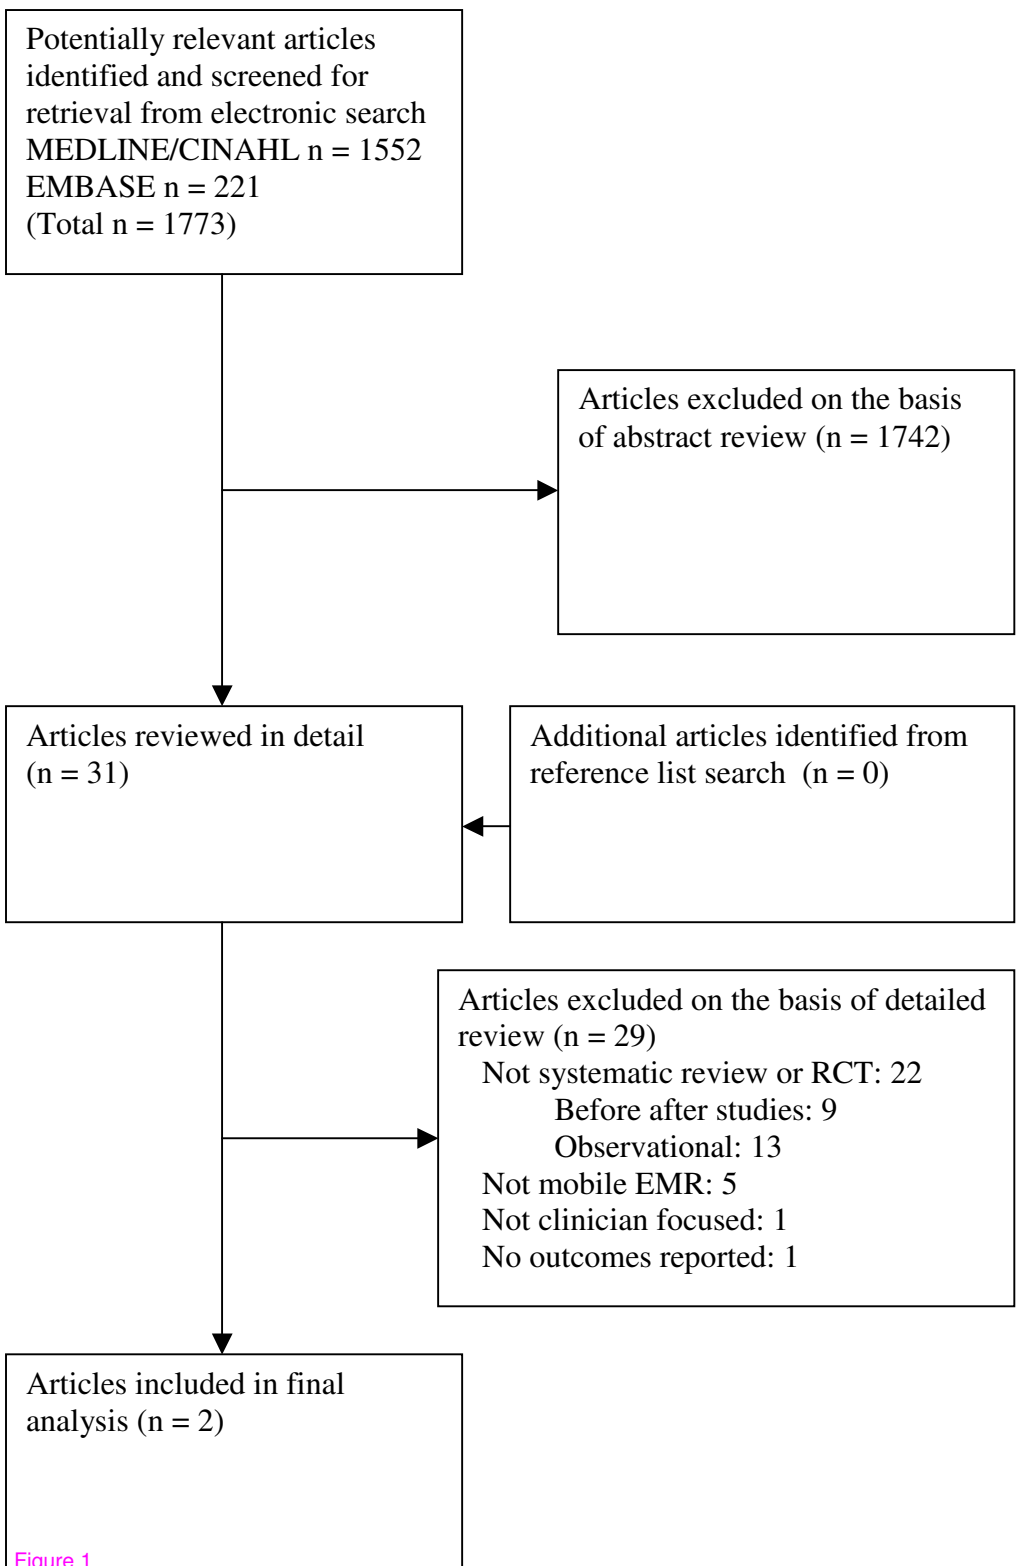 Potentially relevant articles
identified and screened for
retrieval from electronic search
MEDLINE/CINAHL n = 1552
EMBASE n = 221
(Total n = 1773)
Articles excluded on the basis
of abstract review (n = 1742)
Articles reviewed in detail
(n = 31)
Additional articles identified from
reference list search (n = 0)
Articles excluded on the basis of detailed
review (n = 29)
Not systematic review or RCT: 22
Before after studies: 9
Observational: 13
Not mobile EMR: 5
Not clinician focused: 1
No outcomes reported: 1
Articles included in final
analysis (n = 2)
Figure 1